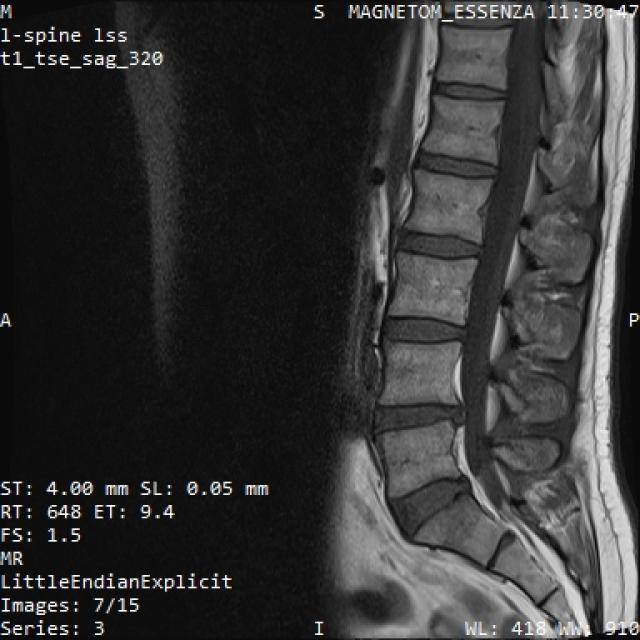 M S MAGNETOM_ESSENZA 11:30:47
l-spine lss
t1_tse_sag_320
A P
ST: 4.00 mm SL: 0.05 mm
RT: 648 ET: 9.4
FS: 1.5
MR
LittleEndianExplicit
Images: 7/15
Series: 3 I WL: 418 WW: 910